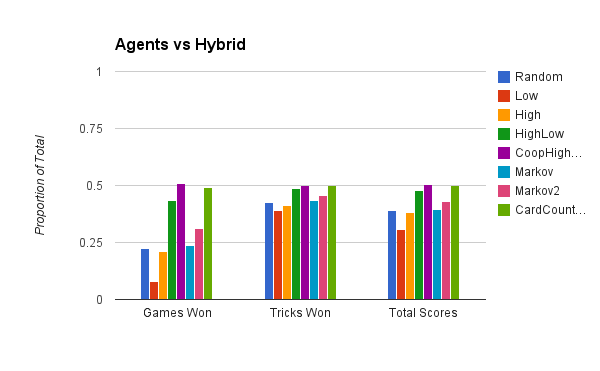 Agents vs Hybrid
Proportion of Total
1
0.75
0.5
0.25
0
Games Won
Tricks Won
Total Scores
Random
Low
High
HighLow
CoopHigh...
Markov
Markov2
CardCount...